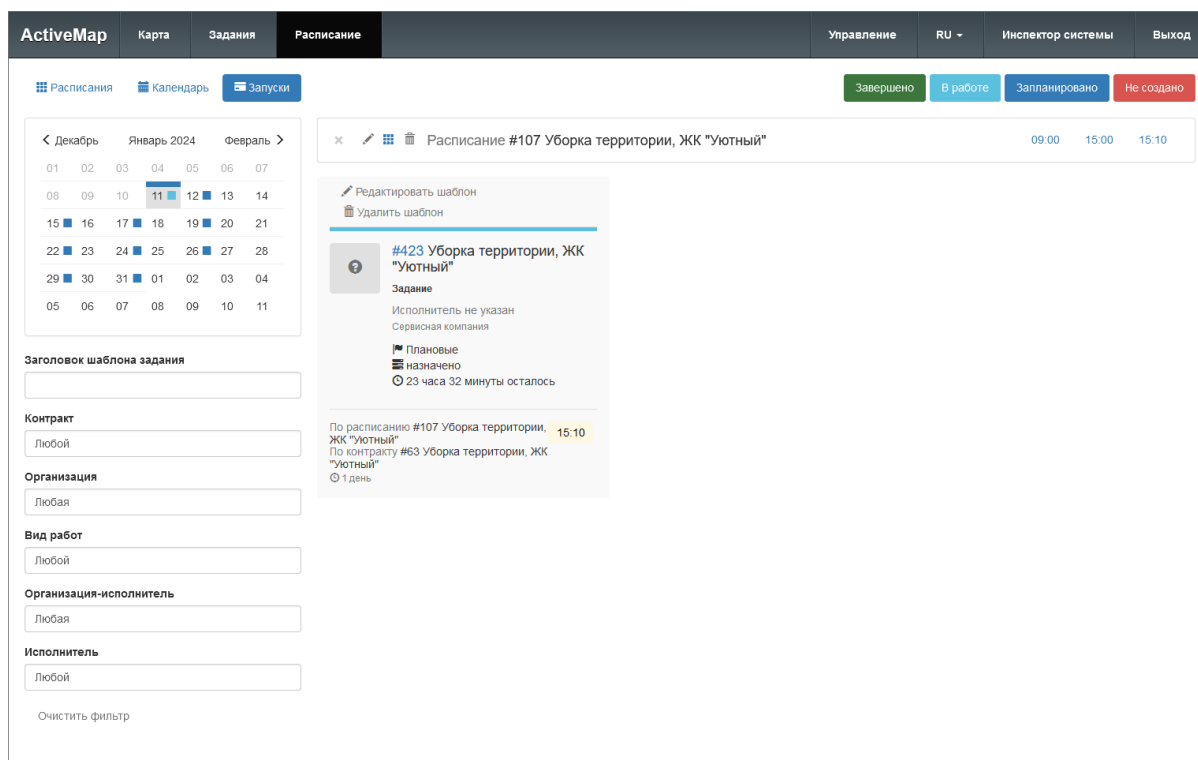 ActiveMap Карта Задания Расписание Управление RU Инспектор системы Выход
Расписания Календарь Запуски Завершено В работе Запланировано Не создано
Декабрь Январь 2024 Февраль
01 02 03 04 05 06 07
08 09 10 11 12 13 14
15 16 17 18 19 20 21
22 23 24 25 26 27 28
29 30 31 01 02 03 04
05 06 07 08 09 10 11
Заголовок шаблона задания
Контракт
Любой
Организация
Любая
Вид работ
Любой
Организация-исполнитель
Любая
Исполнитель
Любой
Очистить фильтр
Расписание #107 Уборка территории, ЖК "Уютный" 09:00 15:00 15:10
Редактировать шаблон
Удалить шаблон
#423 Уборка территории, ЖК
"Уютный"
Задание
Исполнитель не указан
Сервисная компания
Плановые
назначено
23 часа 32 минуты осталось
По расписанию #107 Уборка территории,
ЖК "Уютный"
15:10
По контракту #63 Уборка территории, ЖК
"Уютный"
1 день